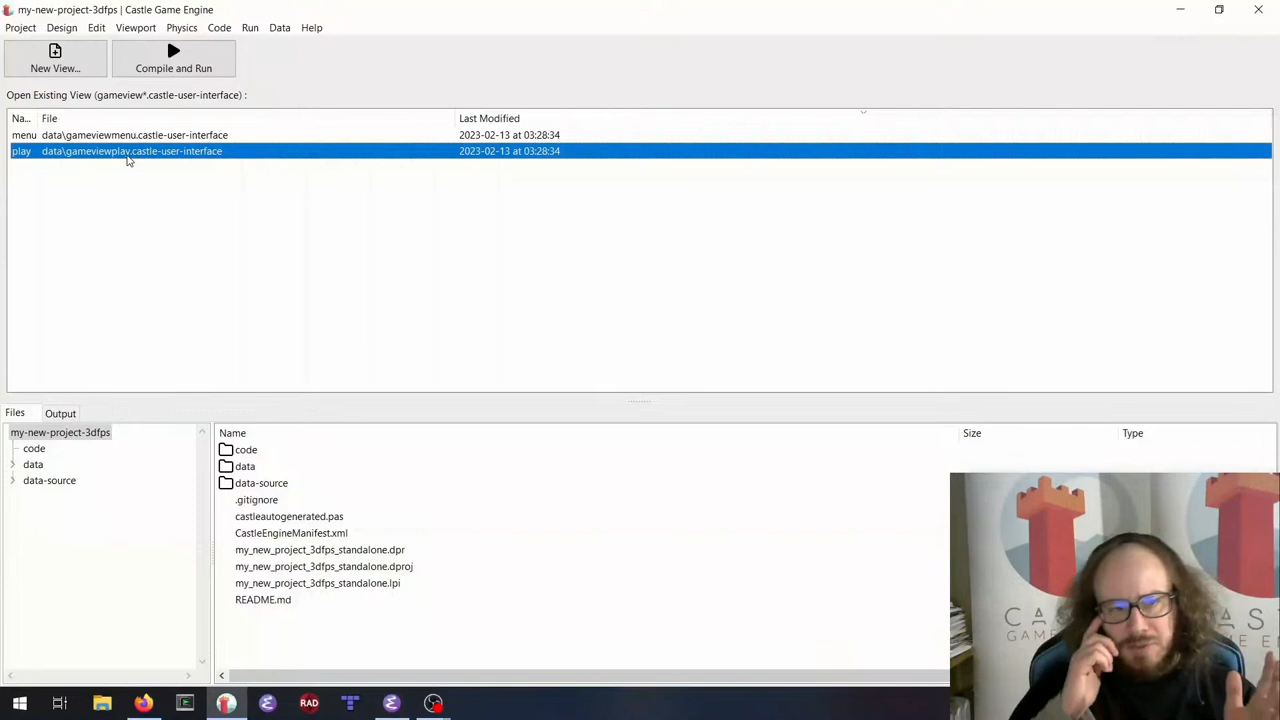 my-new-project-3dfps | Castle Game Engine
Project Design Edit Viewport Physics Code Run Data Help
New View... Compile and Run
Open Existing View (gameview*.castle-user-interface) :
Na... File Last Modified
menu data\gameviewmenu.castle-user-interface 2023-02-13 at 03:28:34
play data\gameviewplay.castle-user-interface 2023-02-13 at 03:28:34
Files Output
my-new-project-3dfps
code
data
data-source
Name Size Type
code
data
data-source
.gitignore
castleautogenerated.pas
CastleEngineManifest.xml
my_new_project_3dfps_standalone.dpr
my_new_project_3dfps_standalone.dproj
my_new_project_3dfps_standalone.lpi
README.md
RAD